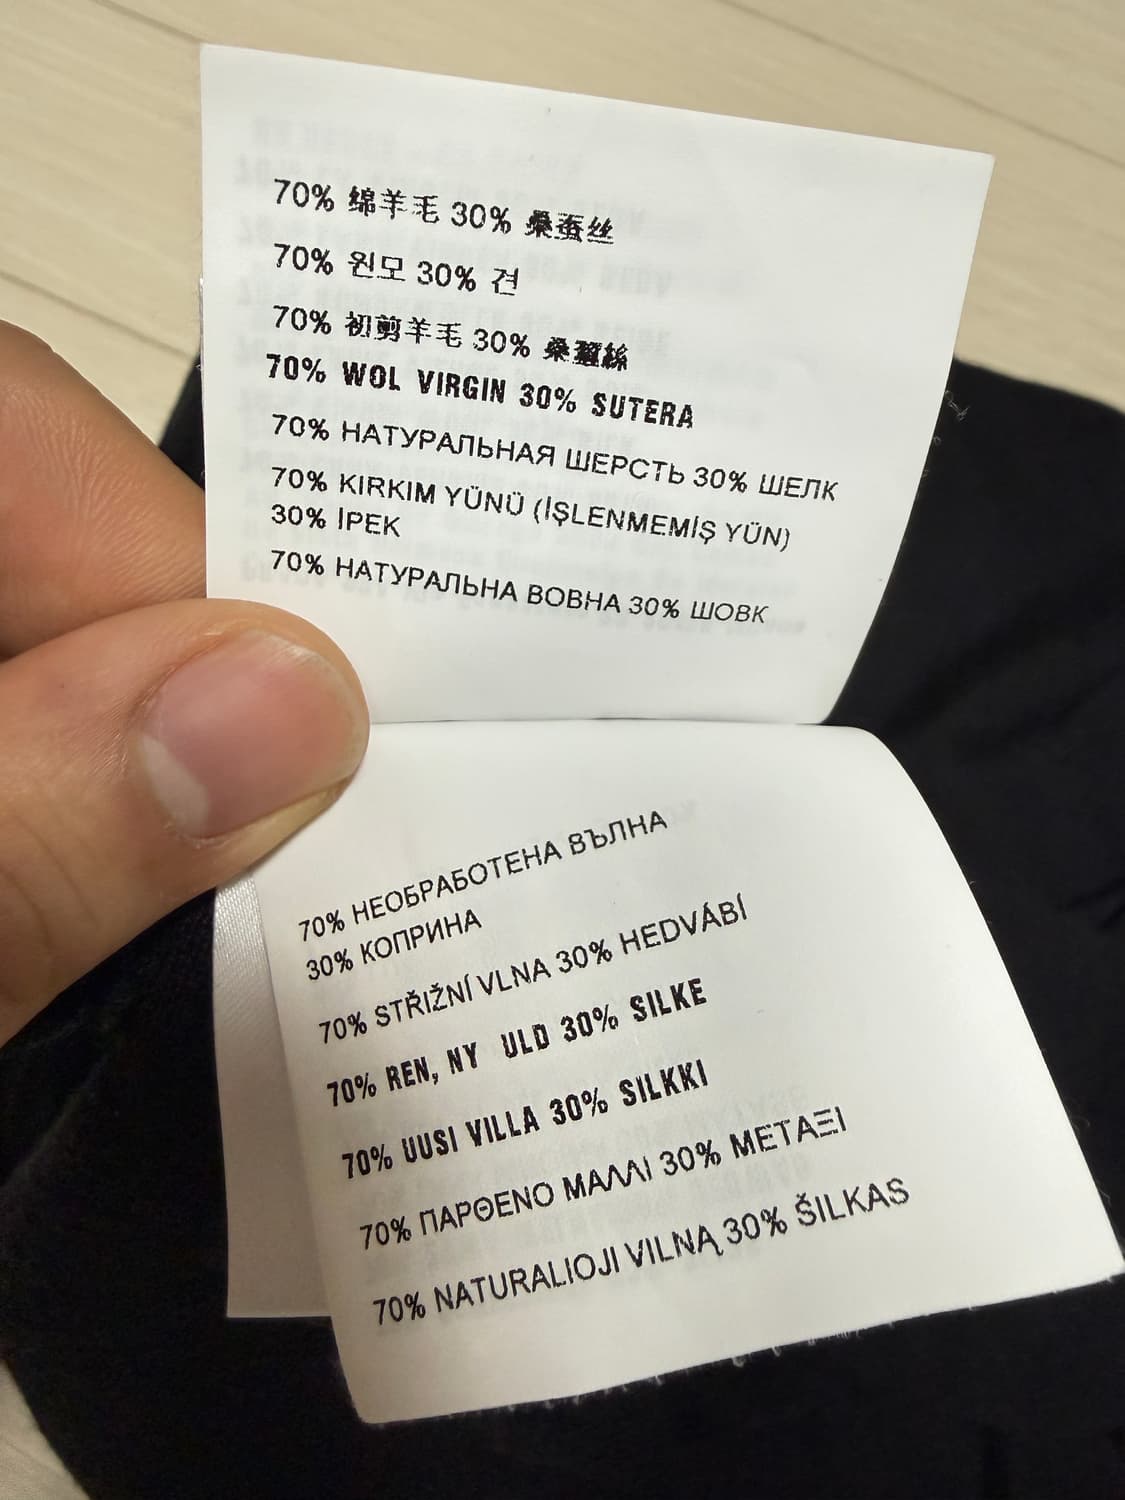 70% 绵羊毛 30% 桑蚕丝
70% 원모 30% 견
70% 初剪羊毛 30% 桑蠶絲
70% WOL VIRGIN 30% SUTERA
70% НАТУРАЛЬНАЯ ШЕРСТЬ 30% ШЕЛК
70% KIRKIM YÜNÜ (İŞLENMEMİŞ YÜN)
30% İPEK
70% НАТУРАЛЬНА ВОВНА 30% ШОВК
70% НЕОБРАБОТЕНА ВЪЛНА
30% КОПРИНА
70% STŘIŽNÍ VLNA 30% HEDVÁBÍ
70% REN, NY ULD 30% SILKE
70% UUSI VILLA 30% SILKKI
70% ΠΑΡΘΕΝΟ ΜΑΛΛΙ 30% ΜΕΤΑΞΙ
70% NATURALIOJI VILNĄ 30% ŠILKAS